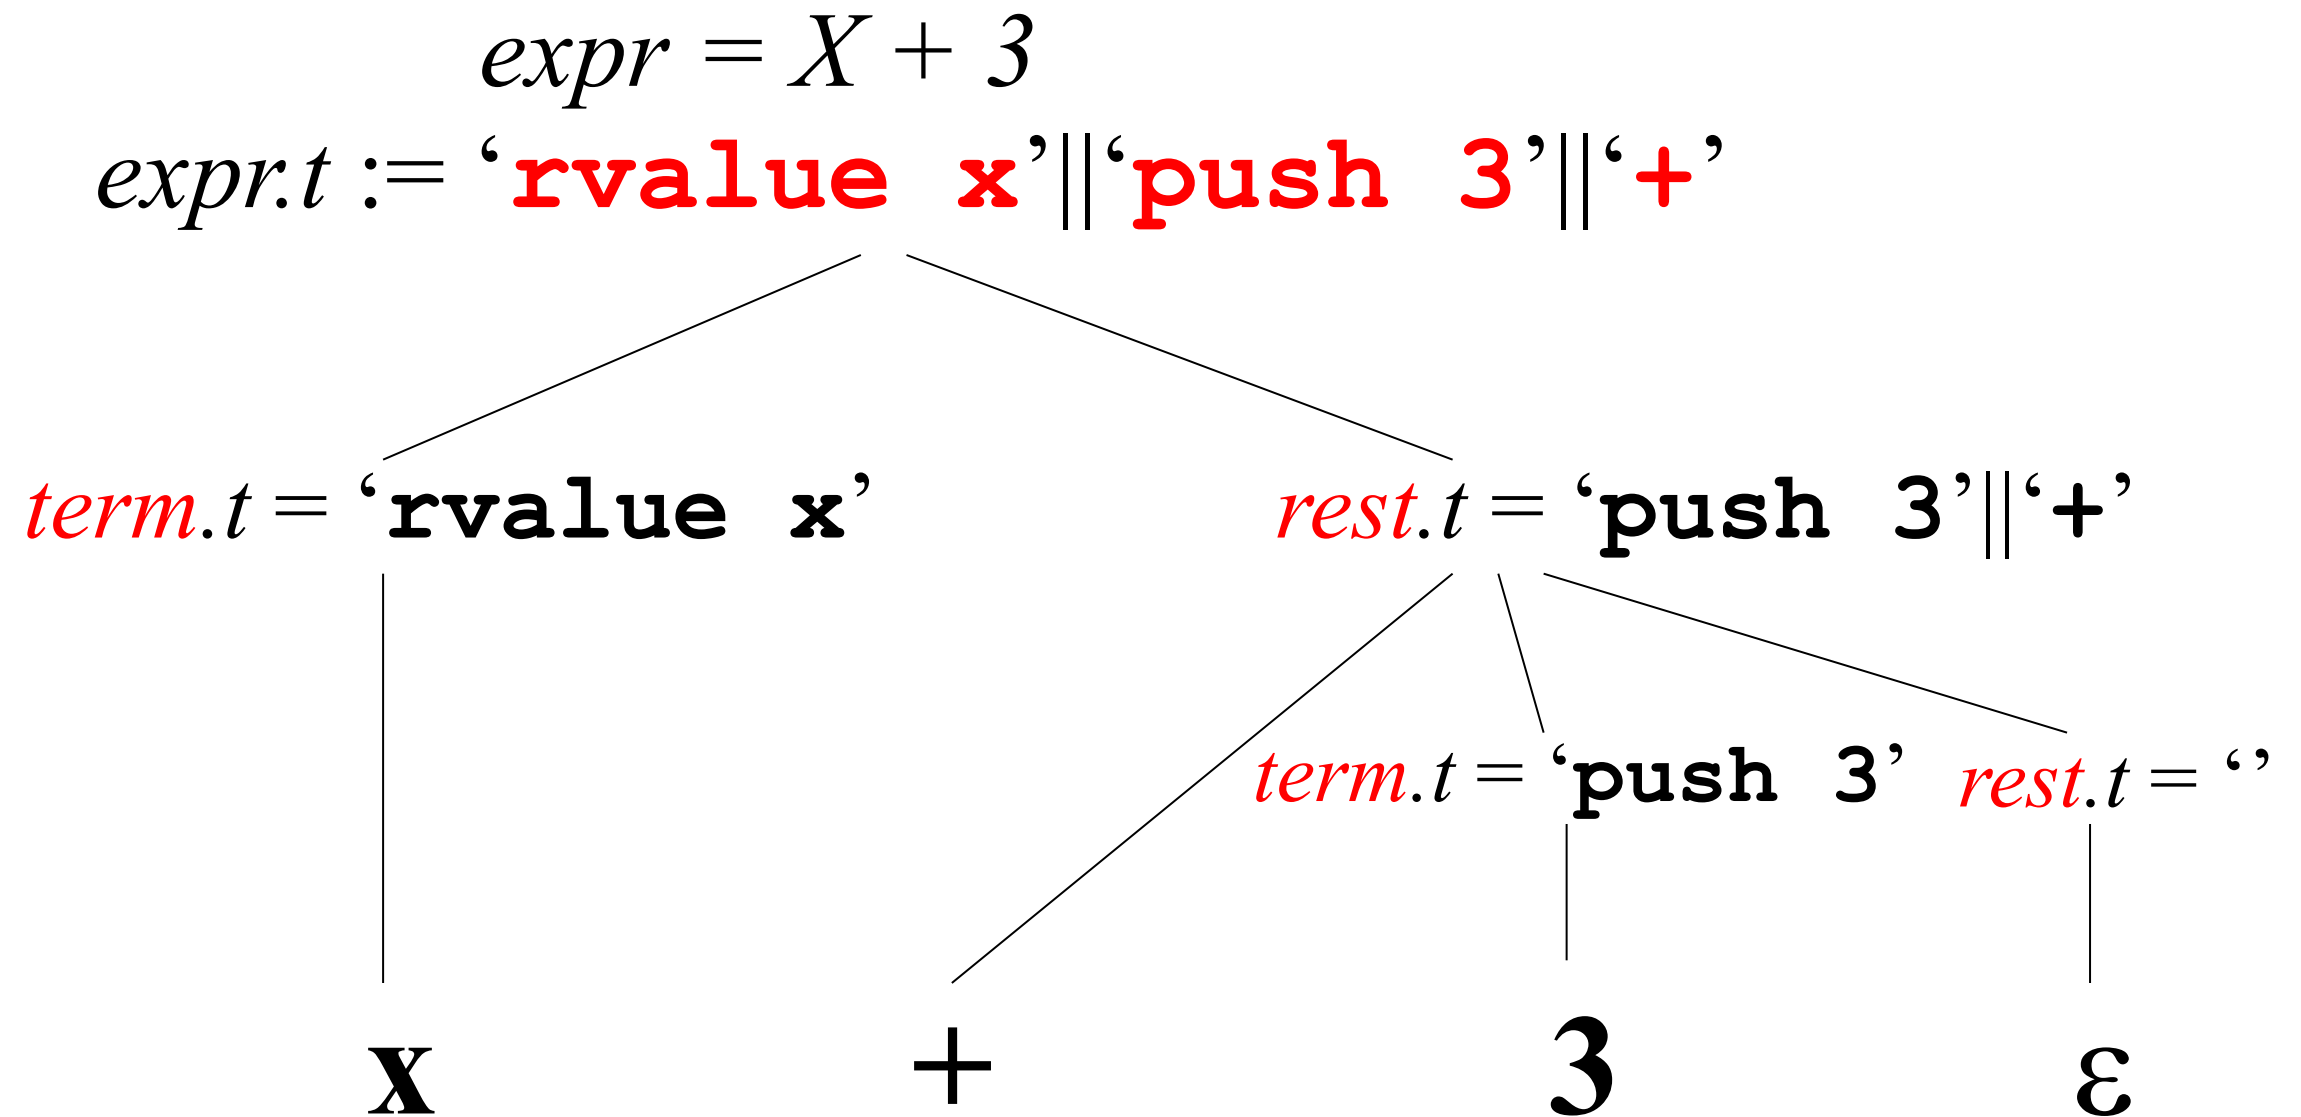 expr = X + 3
expr.t := ‘rvalue x’||‘push 3’||‘+’
term.t = ‘rvalue x’
rest.t = ‘push 3’||‘+’
term.t = ‘push 3’
rest.t = ‘’
x
+
3
ε